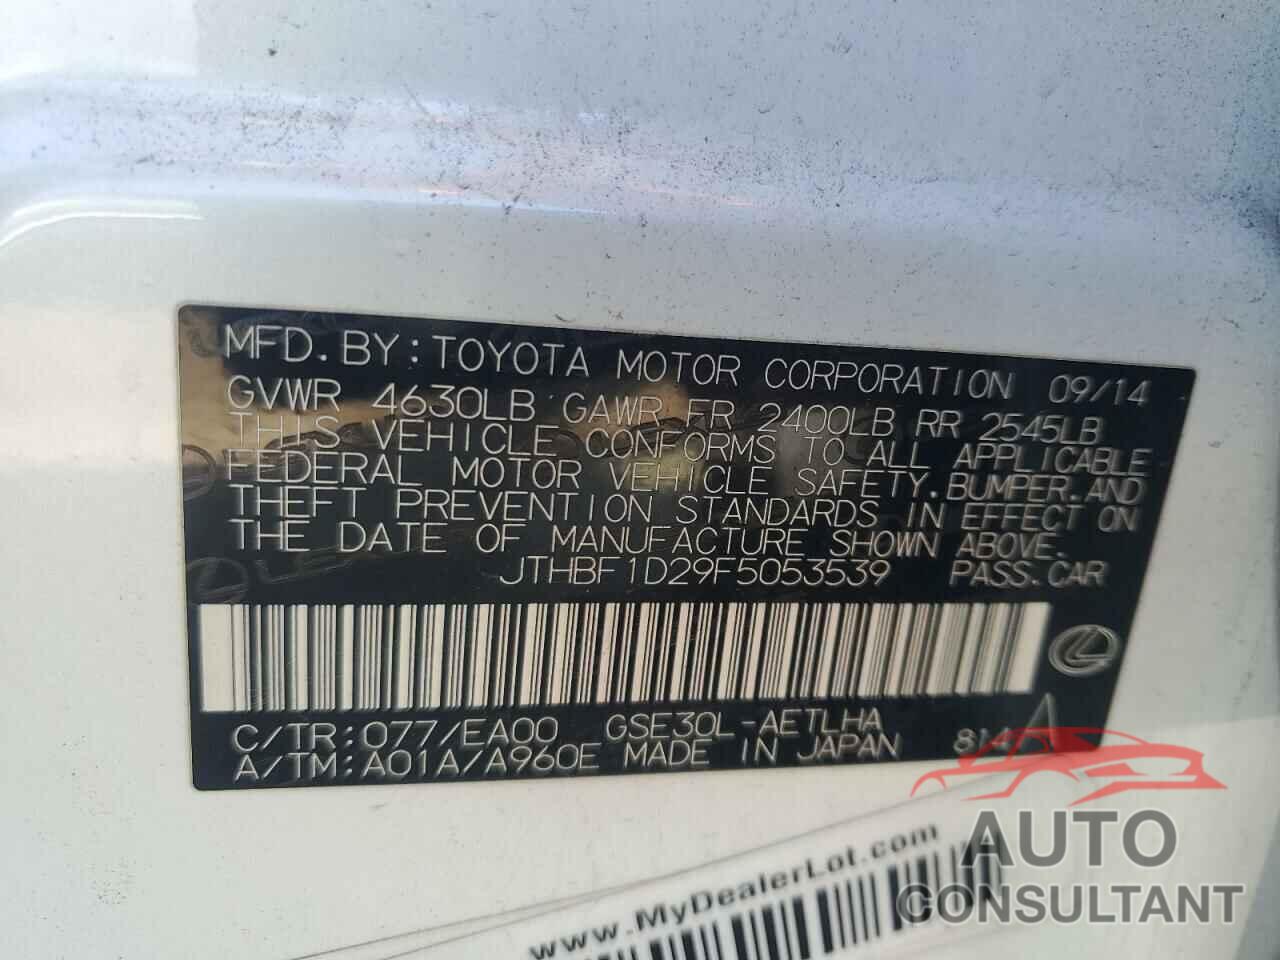 MFD.BY:TOYOTA MOTOR CORPORATION 09/14
GVWR 4630LB GAWR FR 2400LB RR 2545LB
THIS VEHICLE CONFORMS TO ALL APPLICABLE
FEDERAL MOTOR VEHICLE SAFETY.BUMPER.AND
THEFT PREVENTION STANDARDS IN EFFECT ON
THE DATE OF MANUFACTURE SHOWN ABOVE.
JTHBF1D29F5053539 PASS.CAR
C/TR:077/EA00 GSE30L-AETLHA
A/TM:A01A/A960E MADE IN JAPAN 814 A
www.MyDealerLot.com
AUTO
CONSULTANT